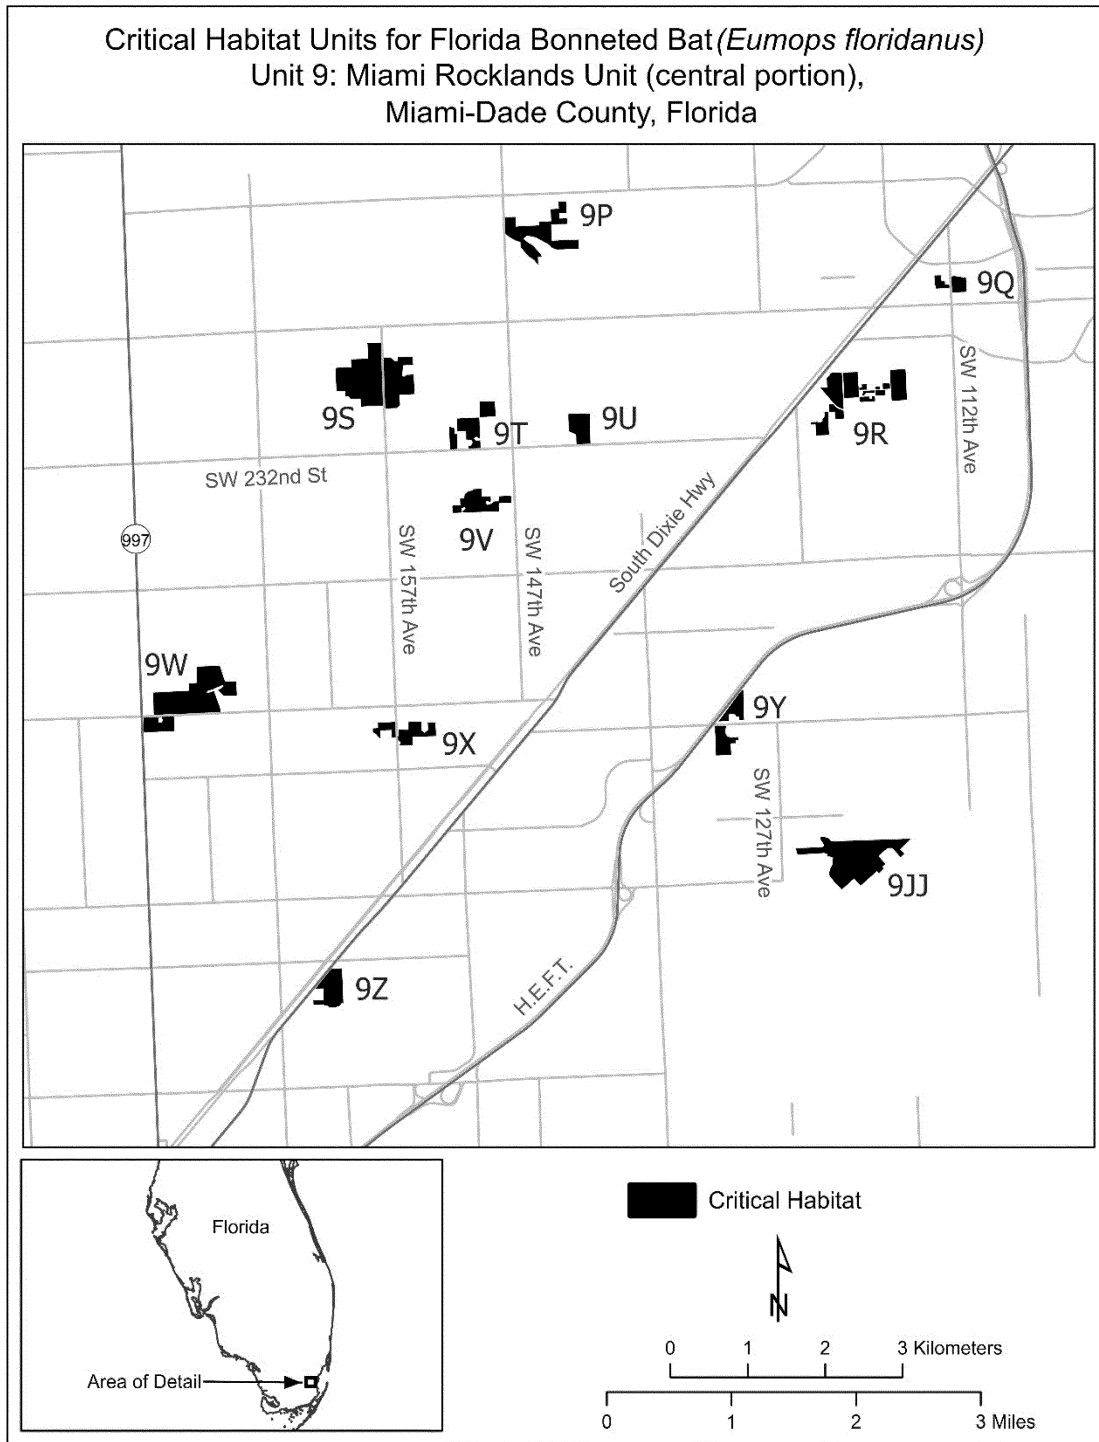 Critical Habitat Units for Florida Bonneted Bat(Eumops floridanus)
Unit 9: Miami Rocklands Unit (central portion),
Miami-Dade County, Florida
9P
9Q
9S
9T
9U
9R
SW 112th Ave
SW 232nd St
South Dixie Hwy
9V
997
SW 157th Ave
SW 147th Ave
9W
9X
9Y
SW 127th Ave
9JJ
9Z
H.E.F.T.
Florida
Area of Detail
Critical Habitat
N
0 1 2 3 Kilometers
0 1 2 3 Miles